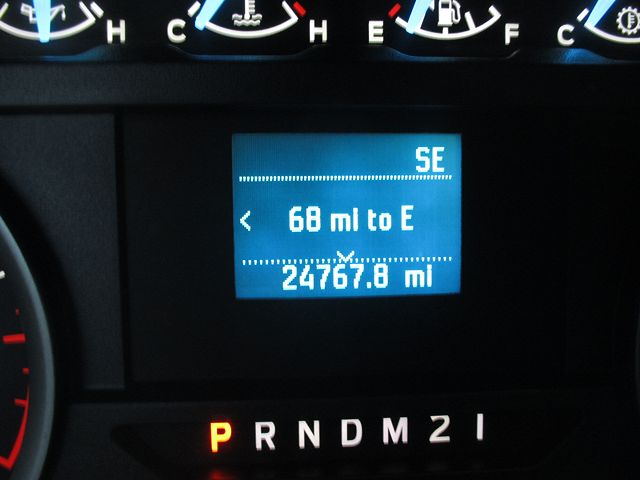 H C H E F C
SE
< 68 mi to E
24767.8 mi
P R N D M 2 1